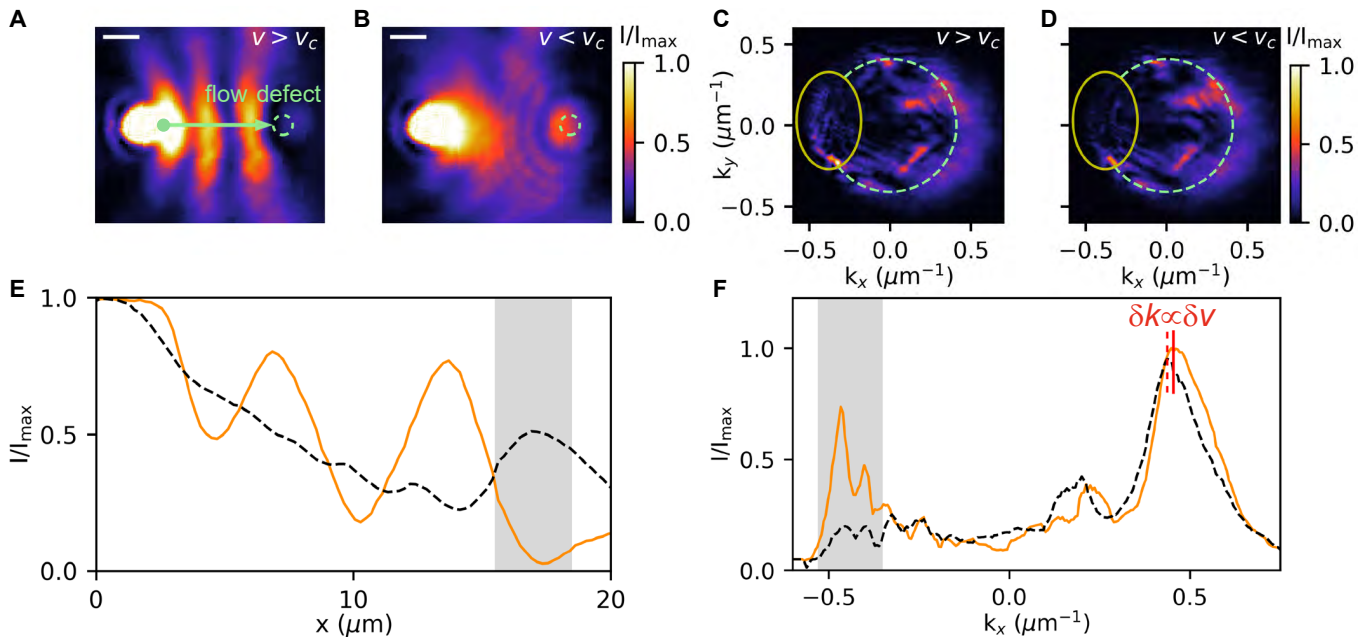 A
v > v_c
flow defect
B
v < v_c
I/I_max
1.0
0.5
0.0
C
v > v_c
k_y (μm⁻¹)
0.5
0.0
−0.5
−0.5 0.0 0.5
k_x (μm⁻¹)
D
v < v_c
I/I_max
1.0
0.5
0.0
−0.5 0.0 0.5
k_x (μm⁻¹)
E
I/I_max
1.0
0.5
0.0
0 10 20
x (μm)
F
δk∝δv
I/I_max
1.0
0.5
0.0
−0.5 0.0 0.5
k_x (μm⁻¹)